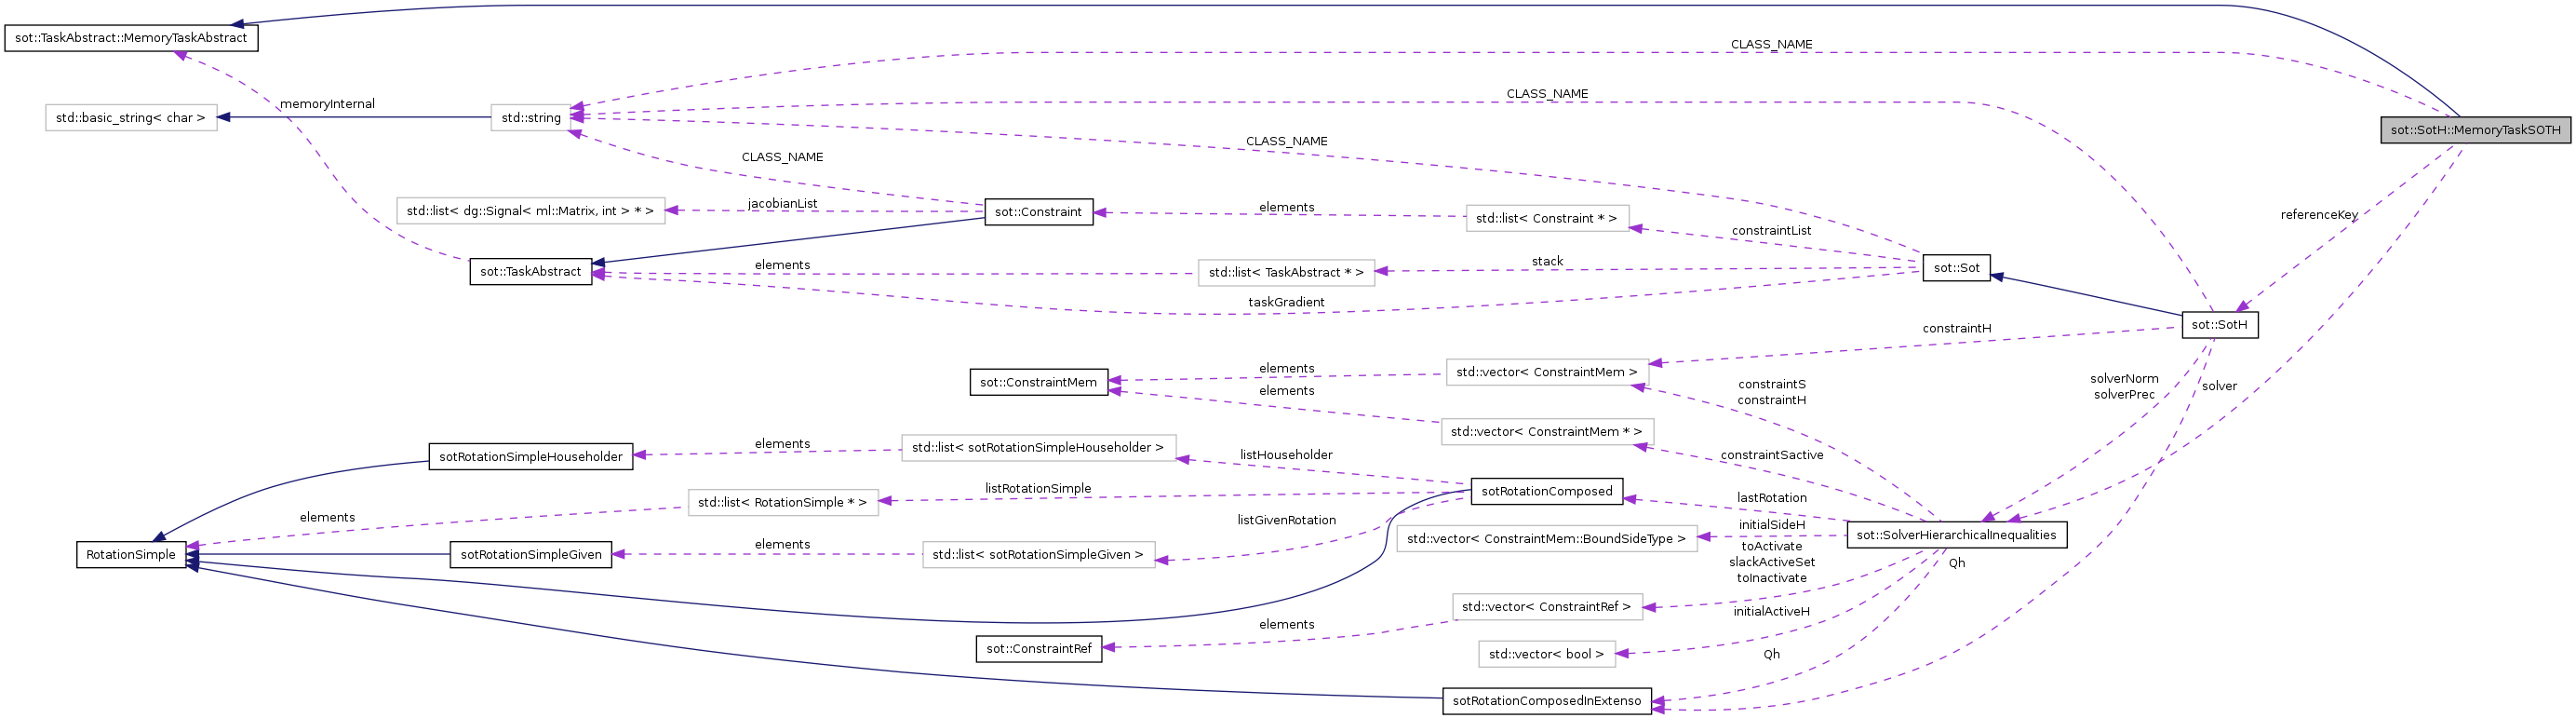 sot::TaskAbstract::MemoryTaskAbstract
CLASS_NAME
CLASS_NAME
memoryInternal
std::basic_string< char >
std::string
sot::SotH::MemoryTaskSOTH
CLASS_NAME
CLASS_NAME
jacobianList
std::list< dg::Signal< ml::Matrix, int > * >
sot::Constraint
elements
std::list< Constraint * >
referenceKey
constraintList
sot::TaskAbstract
elements
std::list< TaskAbstract * >
stack
sot::Sot
taskGradient
sot::SotH
constraintH
sot::ConstraintMem
elements
std::vector< ConstraintMem >
elements
constraintS
constraintH
solverNorm
solverPrec
solver
std::vector< ConstraintMem * >
sotRotationSimpleHouseholder
elements
std::list< sotRotationSimpleHouseholder >
listHouseholder
constraintSactive
listRotationSimple
sotRotationComposed
lastRotation
std::list< RotationSimple * >
elements
listGivenRotation
initialSideH
std::vector< ConstraintMem::BoundSideType >
sot::SolverHierarchicalInequalities
RotationSimple
sotRotationSimpleGiven
elements
std::list< sotRotationSimpleGiven >
toActivate
slackActiveSet
toInactivate
Qh
std::vector< ConstraintRef >
initialActiveH
elements
sot::ConstraintRef
std::vector< bool >
Qh
sotRotationComposedInExtenso